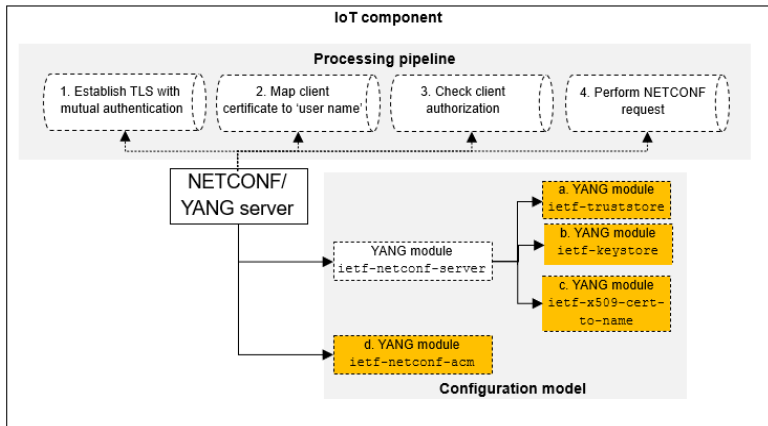 IoT component
Processing pipeline
1. Establish TLS with
mutual authentication
2. Map client
certificate to ‘user name’
3. Check client
authorization
4. Perform NETCONF
request
NETCONF/
YANG server
a. YANG module
ietf-truststore
b. YANG module
ietf-keystore
YANG module
ietf-netconf-server
c. YANG module
ietf-x509-cert-
to-name
d. YANG module
ietf-netconf-acm
Configuration model